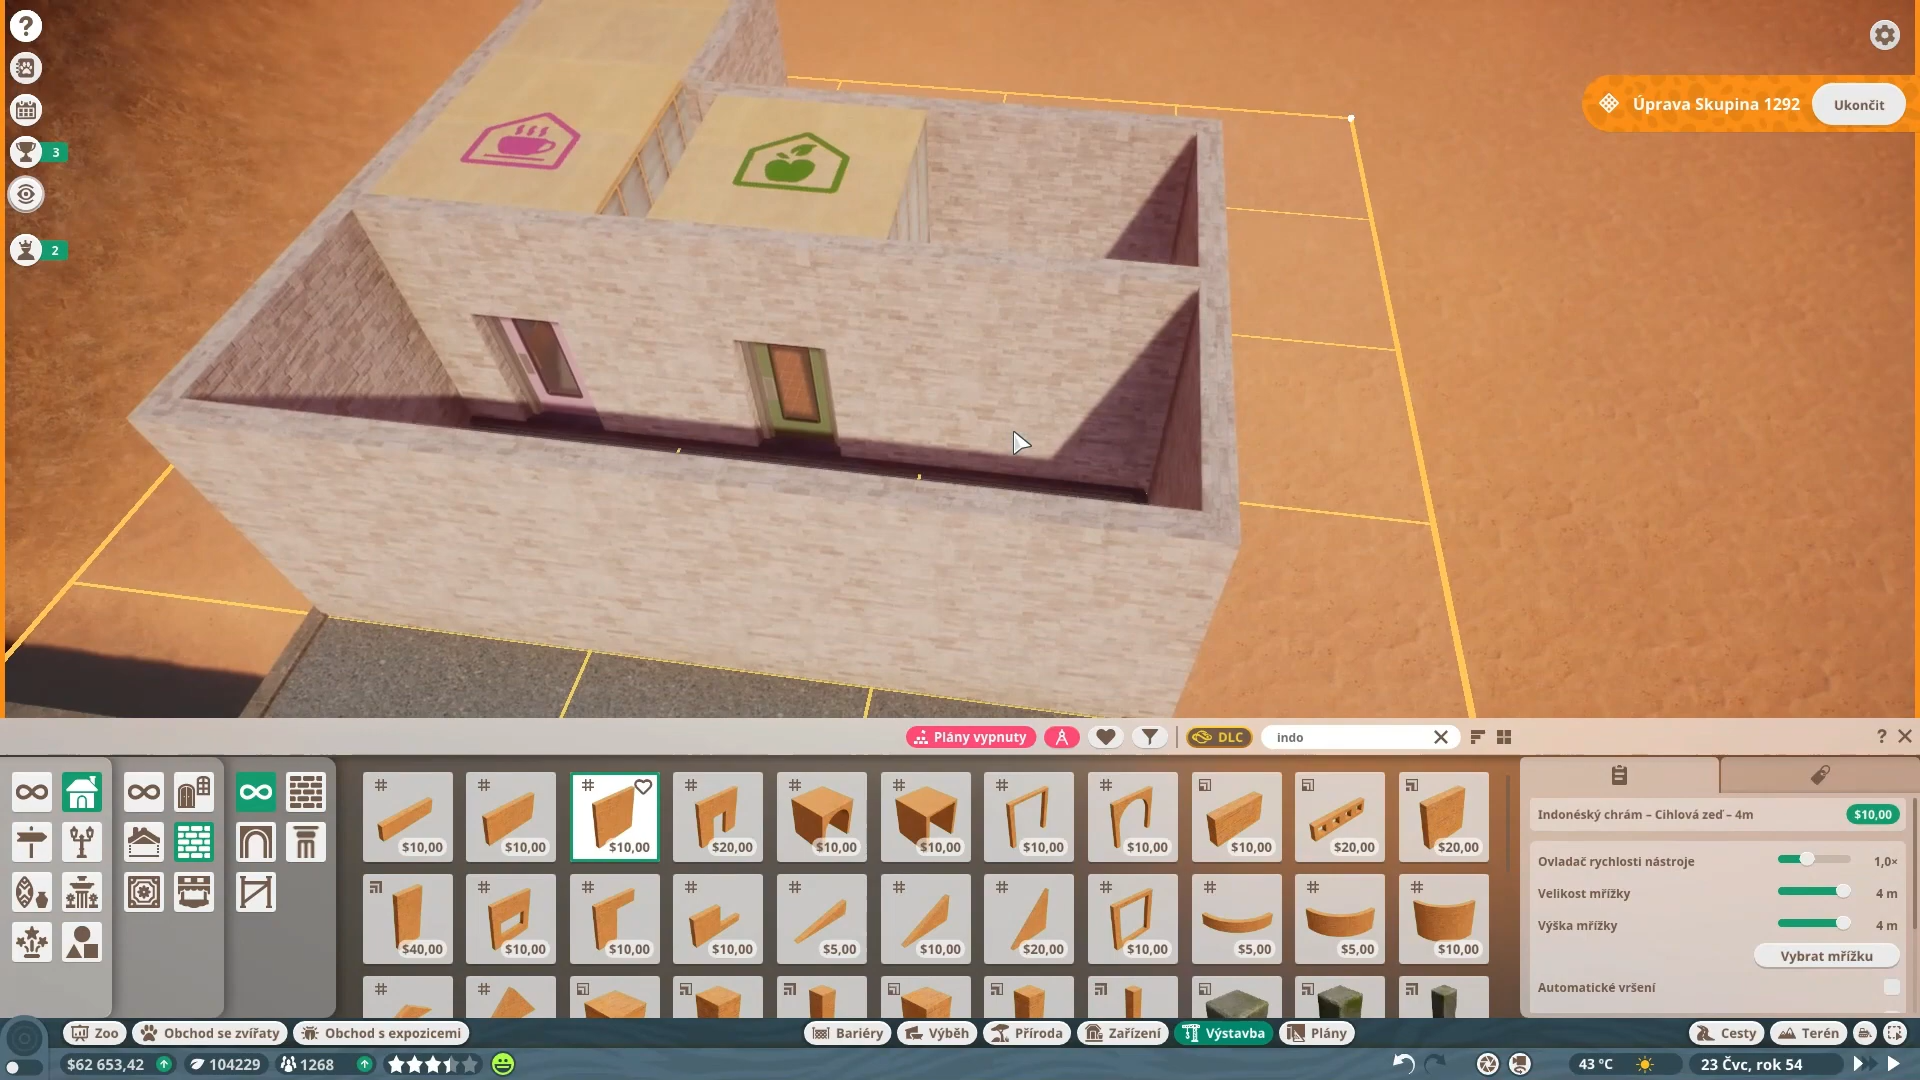 ?
3
2
Úprava Skupina 1292
Ukončit
Plány vypnuty
DLC
indo
?
$10,00
$10,00
$10,00
$20,00
$10,00
$10,00
$10,00
$10,00
$10,00
$20,00
$20,00
$40,00
$10,00
$10,00
$10,00
$5,00
$10,00
$20,00
$10,00
$5,00
$5,00
$10,00
Indonéský chrám – Cihlová zeď – 4m
$10,00
Ovladač rychlosti nástroje
1,0×
Velikost mřížky
4 m
Výška mřížky
4 m
Vybrat mřížku
Automatické vršení
Zoo
Obchod se zvířaty
Obchod s expozicemi
Bariéry
Výběh
Příroda
Zařízení
Výstavba
Plány
Cesty
Terén
$62 653,42
104229
1268
43 °C
23 Čvc, rok 54